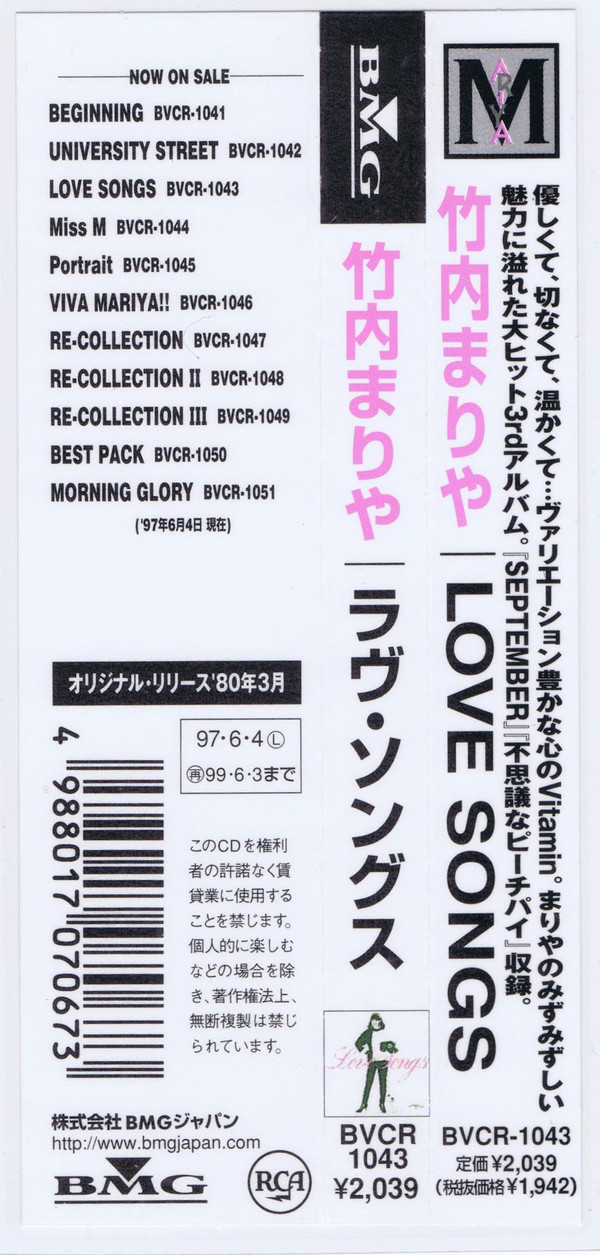 NOW ON SALE
BEGINNING BVCR-1041
UNIVERSITY STREET BVCR-1042
LOVE SONGS BVCR-1043
Miss M BVCR-1044
Portrait BVCR-1045
VIVA MARIYA!! BVCR-1046
RE-COLLECTION BVCR-1047
RE-COLLECTION II BVCR-1048
RE-COLLECTION III BVCR-1049
BEST PACK BVCR-1050
MORNING GLORY BVCR-1051
('97年6月4日 現在)
オリジナル・リリース'80年3月
97・6・4Ⓛ
㊢99・6・3まで
4 988017 070673
このCDを権利
者の許諾なく賃
貸業に使用する
ことを禁じます。
個人的に楽しむ
などの場合を除
き、著作権法上、
無断複製は禁じ
られています。
株式会社BMGジャパン
http://www.bmgjapan.com
BMG
RCA
BMG
竹内まりや
ラヴ・ソングス
Love Songs
BVCR
1043
¥2,039
MARIYA
優しくて、切なくて、温かくて…ヴァリエーション豊かな心のVitamin。まりやのみずみずしい
魅力に溢れた大ヒット3rdアルバム。『SEPTEMBER』『不思議なピーチパイ』収録。
竹内まりや
LOVE SONGS
BVCR-1043
定価¥2,039
(税抜価格¥1,942)